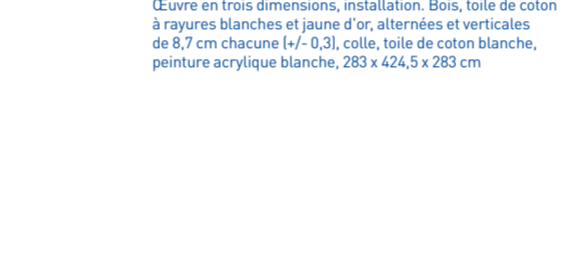 Œuvre en trois dimensions, installation. Bois, toile de coton
à rayures blanches et jaune d'or, alternées et verticales
de 8,7 cm chacune (+/- 0,3), colle, toile de coton blanche,
peinture acrylique blanche, 283 x 424,5 x 283 cm